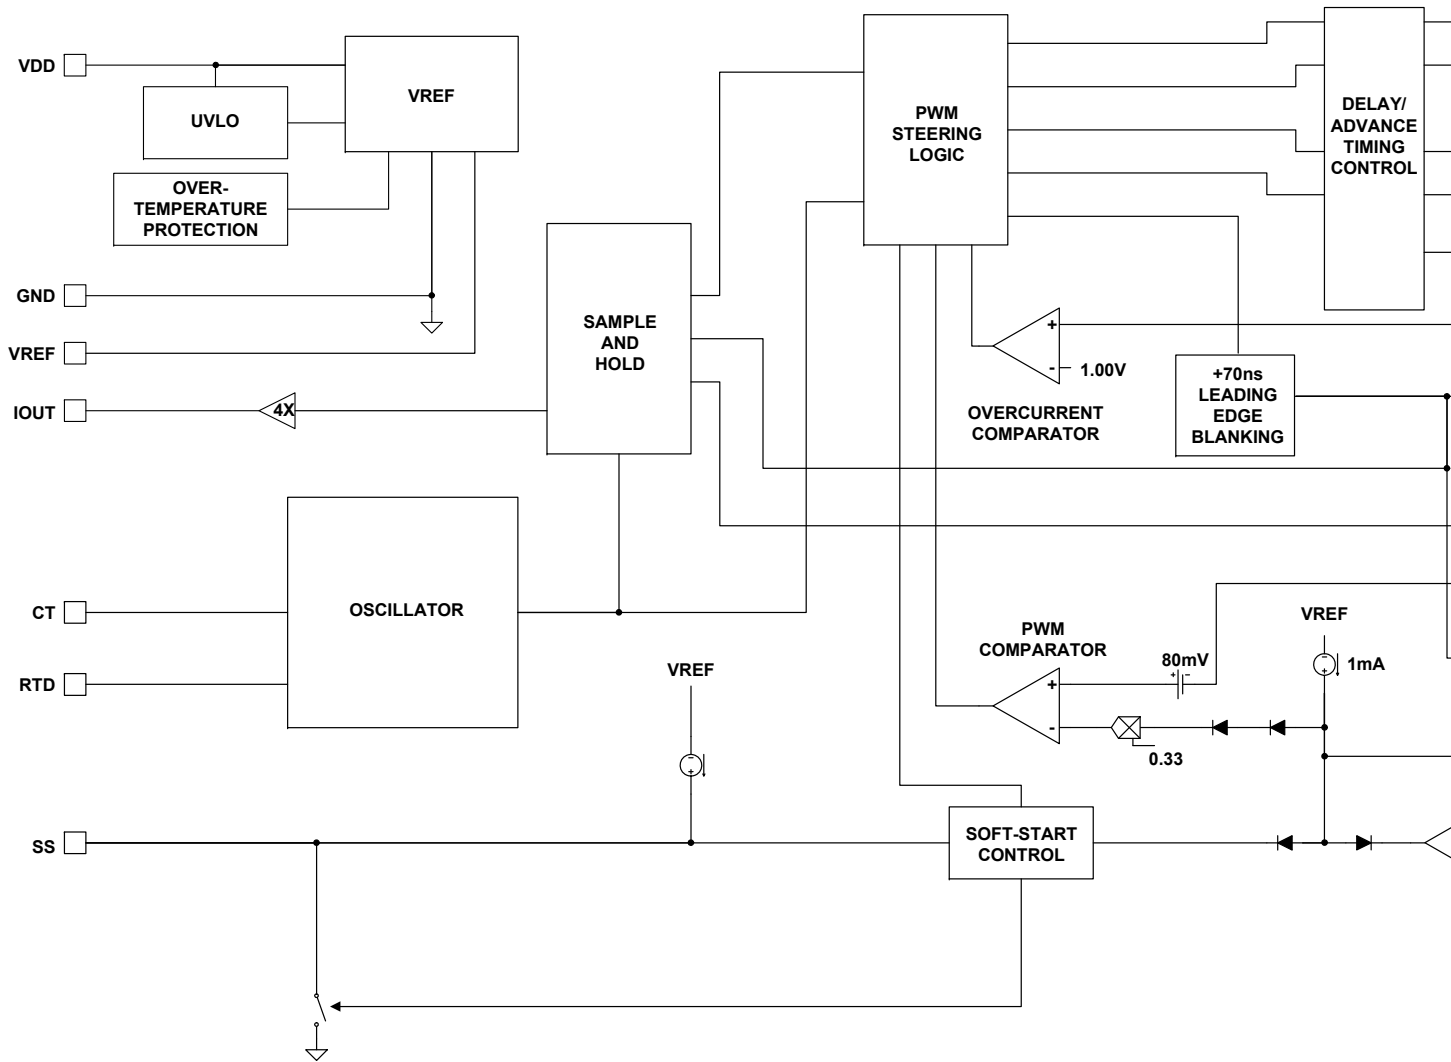 VDD
UVLO
VREF
OVER-
TEMPERATURE
PROTECTION
GND
VREF
IOUT
4X
SAMPLE
AND
HOLD
PWM
STEERING
LOGIC
DELAY/
ADVANCE
TIMING
CONTROL
+
-
1.00V
OVERCURRENT
COMPARATOR
+70ns
LEADING
EDGE
BLANKING
CT
RTD
OSCILLATOR
VREF
PWM
COMPARATOR
+
-
80mV
+ -
0.33
VREF
1mA
SS
SOFT-START
CONTROL